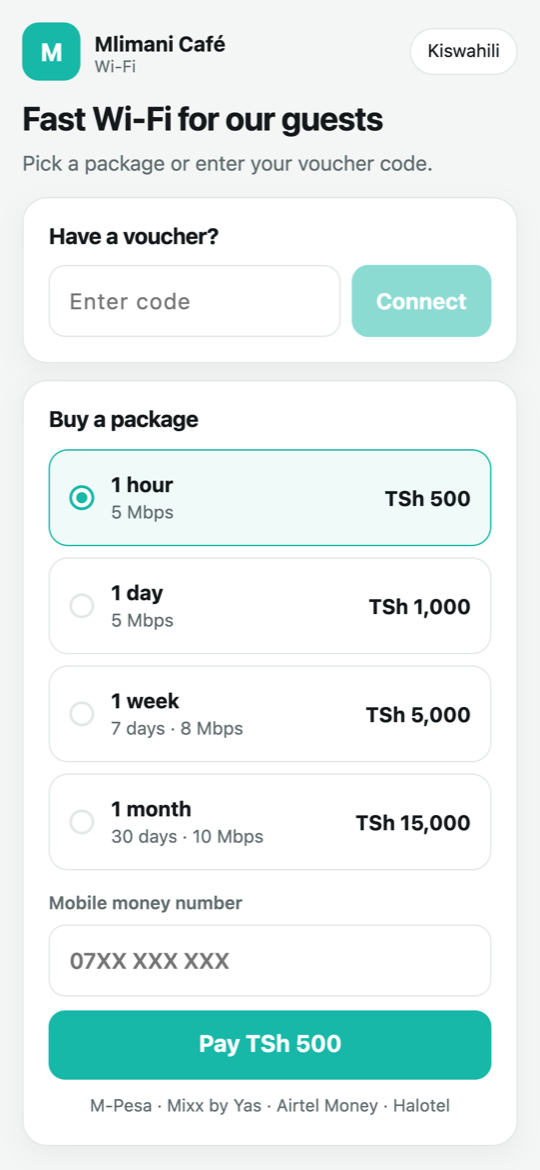 M
Mlimani Café
Wi-Fi
Kiswahili
Fast Wi-Fi for our guests
Pick a package or enter your voucher code.
Have a voucher?
Enter code
Connect
Buy a package
1 hour
5 Mbps
TSh 500
1 day
5 Mbps
TSh 1,000
1 week
7 days · 8 Mbps
TSh 5,000
1 month
30 days · 10 Mbps
TSh 15,000
Mobile money number
07XX XXX XXX
Pay TSh 500
M-Pesa · Mixx by Yas · Airtel Money · Halotel